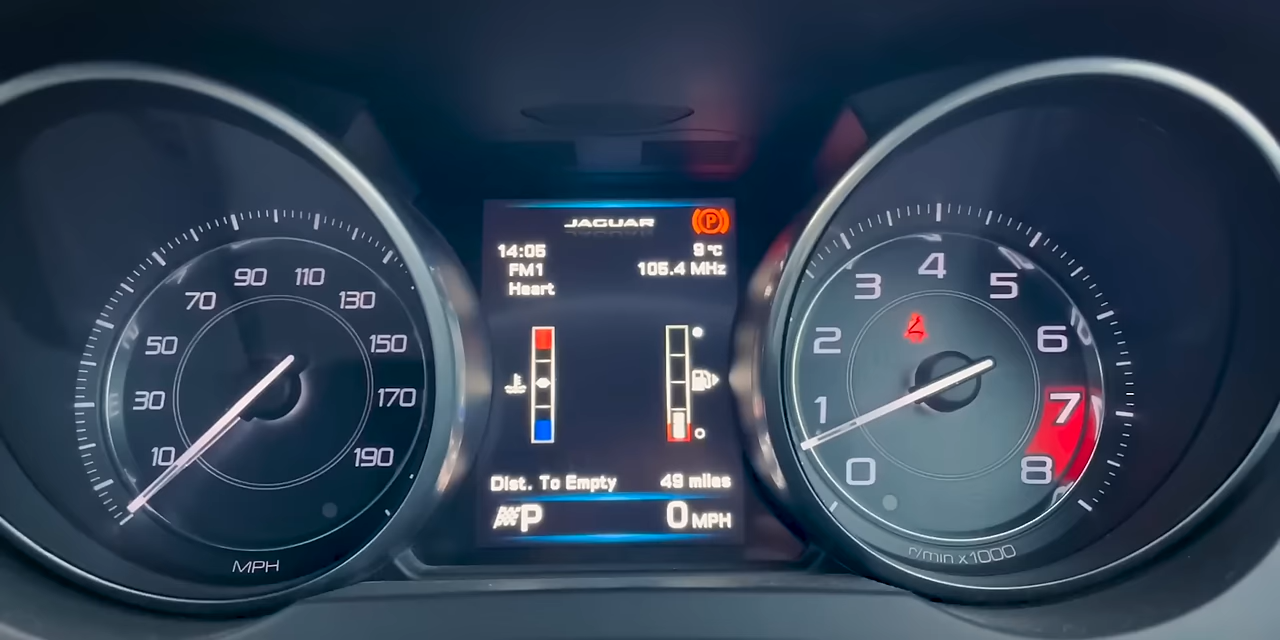 10
30
50
70
90
110
130
150
170
190
MPH
JAGUAR
P
14:05
9°C
FM1
105.4 MHz
Heart
Dist. To Empty 49 miles
P
0 MPH
0
1
2
3
4
5
6
7
8
r/min x1000